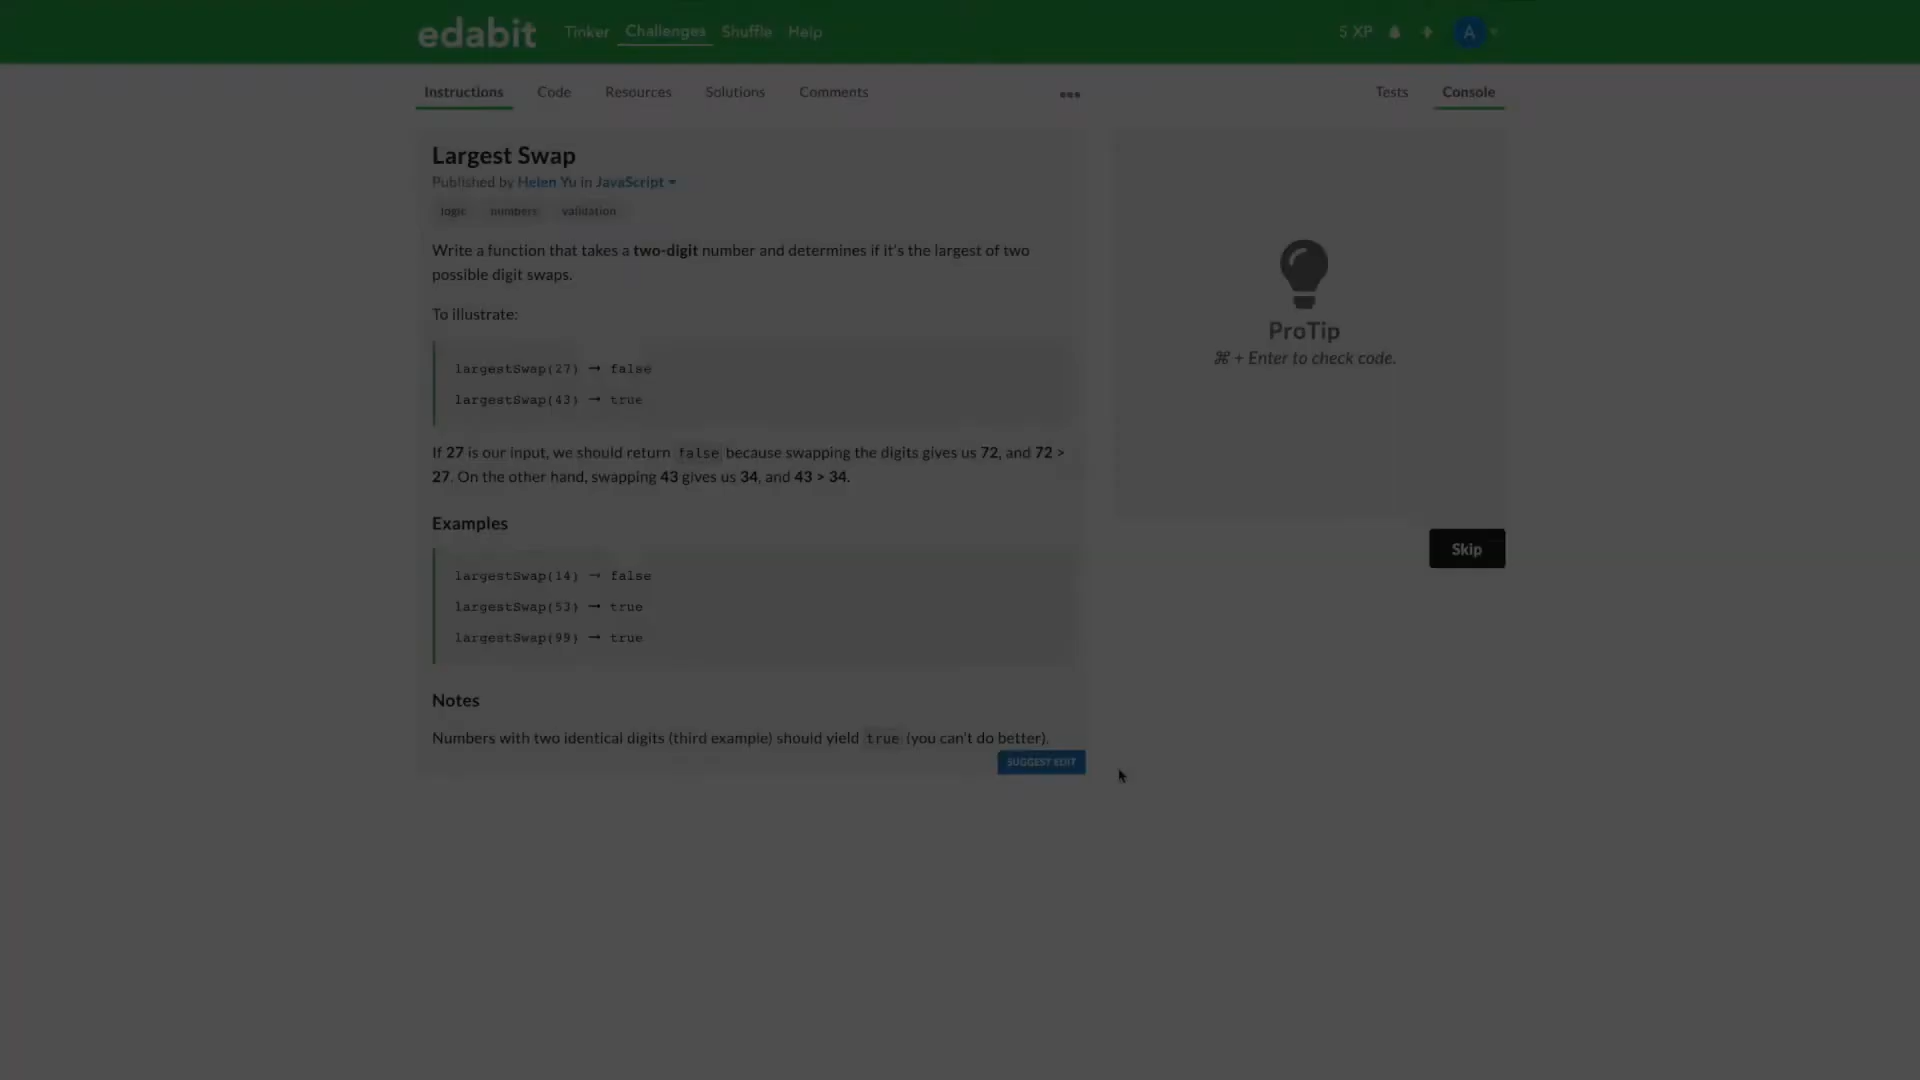 edabit Tinker Challenges Shuffle Help 5 XP A
Instructions Code Resources Solutions Comments Tests Console
Largest Swap
Published by Helen Yu in JavaScript
logic numbers validation
Write a function that takes a two-digit number and determines if it's the largest of two
possible digit swaps.
To illustrate:
largestSwap(27) → false
largestSwap(43) → true
If 27 is our input, we should return false because swapping the digits gives us 72, and 72 >
27. On the other hand, swapping 43 gives us 34, and 43 > 34.
Examples
largestSwap(14) → false
largestSwap(53) → true
largestSwap(99) → true
Notes
Numbers with two identical digits (third example) should yield true (you can't do better).
SUGGEST EDIT
ProTip
⌘ + Enter to check code.
Skip